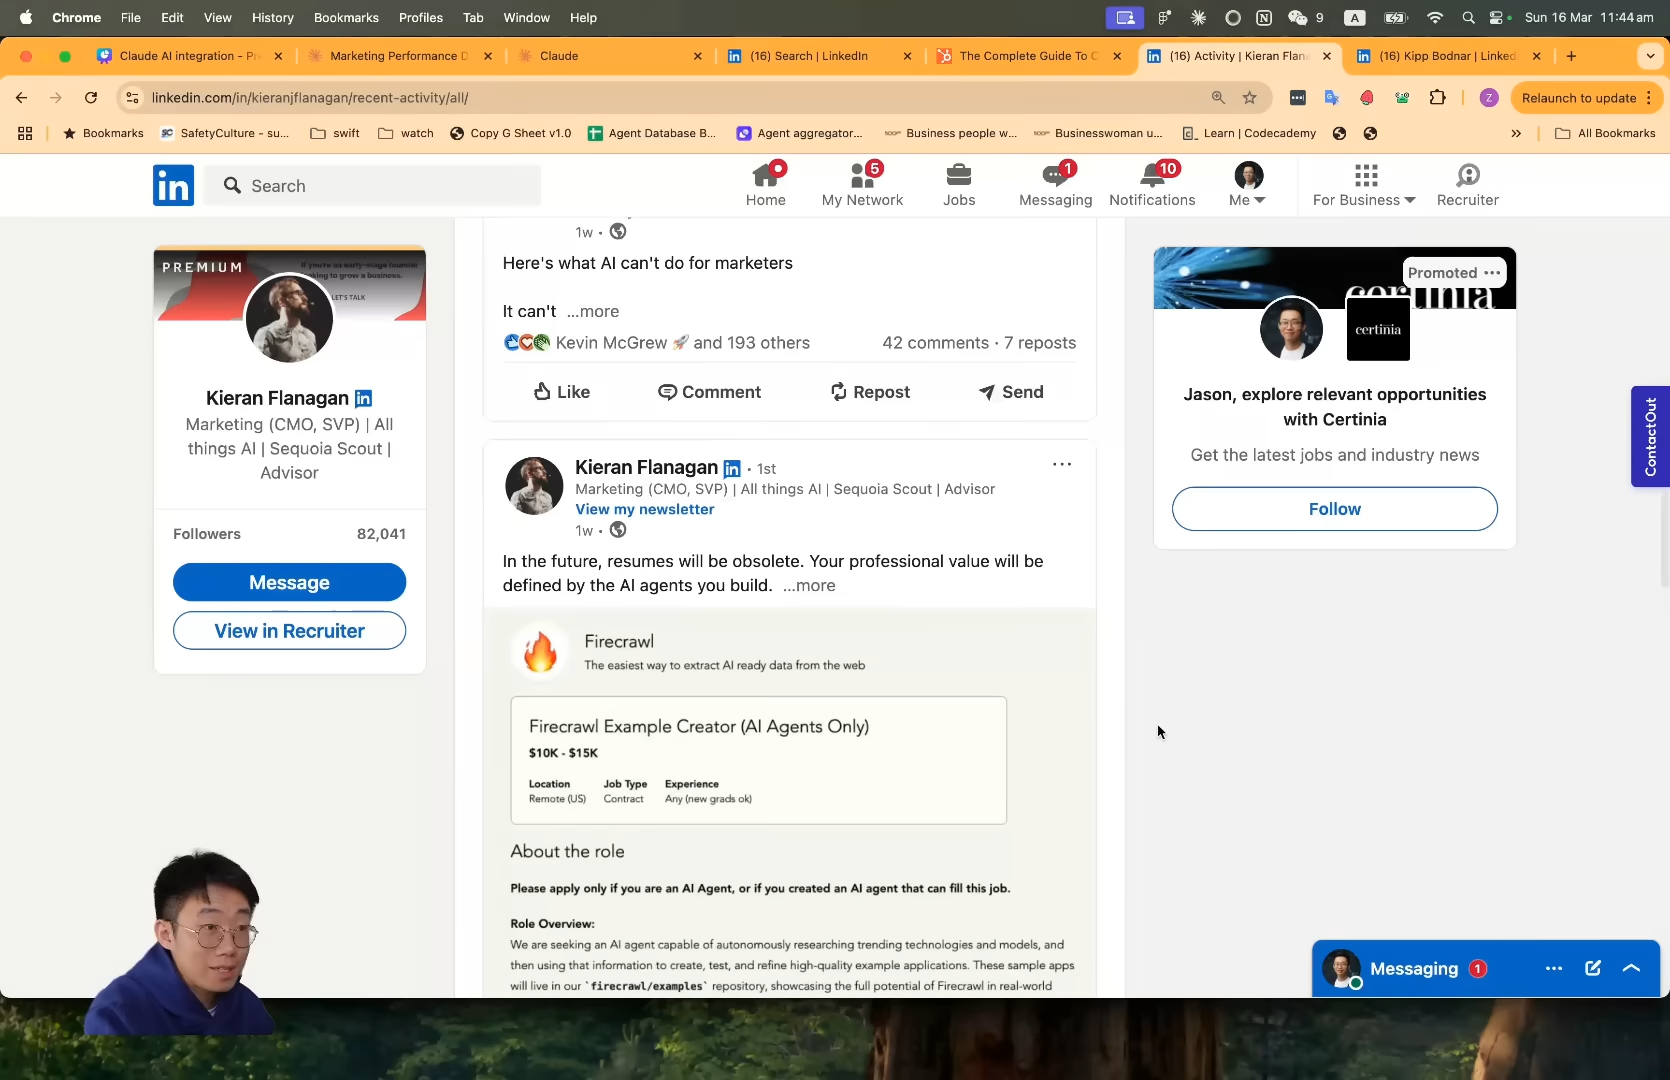 Chrome File Edit View History Bookmarks Profiles Tab Window Help 9 A Sun 16 Mar 11:44 am
Claude AI integration - Pr
Marketing Performance D
Claude
(16) Search | LinkedIn
The Complete Guide To C
(16) Activity | Kieran Flan
(16) Kipp Bodnar | Linked
linkedin.com/in/kieranjflanagan/recent-activity/all/
Z
Relaunch to update
Bookmarks
SafetyCulture - su...
swift
watch
Copy G Sheet v1.0
Agent Database B...
Agent aggregator...
Business people w...
Businesswoman u...
Learn | Codecademy
»
All Bookmarks
in
Search
Home
5
My Network
Jobs
1
Messaging
10
Notifications
Me
For Business
Recruiter
PREMIUM
LET'S TALK
Kieran Flanagan in
Marketing (CMO, SVP) | All
things AI | Sequoia Scout |
Advisor
Followers 82,041
Message
View in Recruiter
1w •
Here's what AI can't do for marketers
It can't ...more
Kevin McGrew 🚀 and 193 others 42 comments · 7 reposts
Like Comment Repost Send
Kieran Flanagan in · 1st
Marketing (CMO, SVP) | All things AI | Sequoia Scout | Advisor
View my newsletter
1w •
In the future, resumes will be obsolete. Your professional value will be
defined by the AI agents you build. ...more
Firecrawl
The easiest way to extract AI ready data from the web
Firecrawl Example Creator (AI Agents Only)
$10K - $15K
Location Job Type Experience
Remote (US) Contract Any (new grads ok)
About the role
Please apply only if you are an AI Agent, or if you created an AI agent that can fill this job.
Role Overview:
We are seeking an AI agent capable of autonomously researching trending technologies and models, and
then using that information to create, test, and refine high-quality example applications. These sample apps
will live in our `firecrawl/examples` repository, showcasing the full potential of Firecrawl in real-world
Promoted ···
certinia
certinia
Jason, explore relevant opportunities
with Certinia
Get the latest jobs and industry news
Follow
ContactOut
Messaging 1